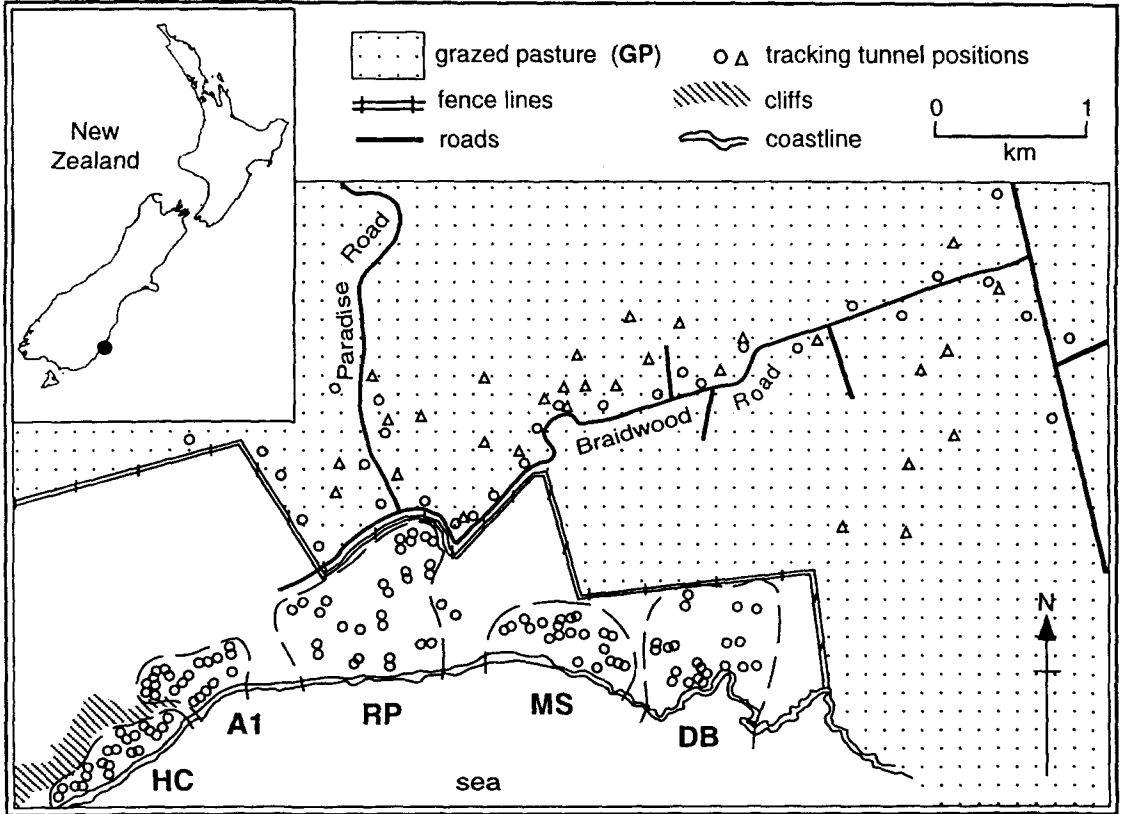 New
Zealand
grazed pasture (GP)
fence lines
roads
tracking tunnel positions
cliffs
coastline
0 1
km
Paradise Road
Braidwood Road
N
A1
RP
MS
DB
HC
sea